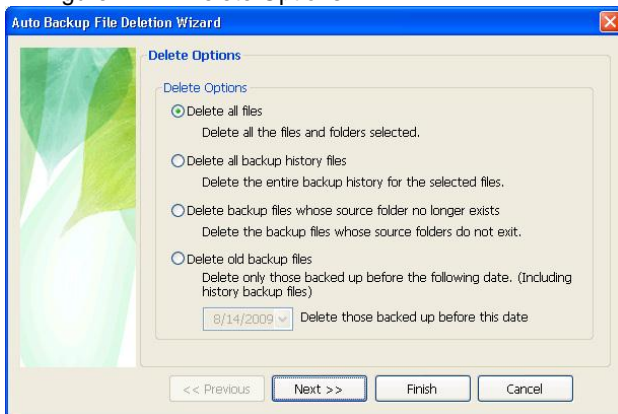 Auto Backup File Deletion Wizard
Delete Options
Delete Options
Delete all files
Delete all the files and folders selected.
Delete all backup history files
Delete the entire backup history for the selected files.
Delete backup files whose source folder no longer exists
Delete the backup files whose source folders do not exit.
Delete old backup files
Delete only those backed up before the following date. (Including
history backup files)
8/14/2009 Delete those backed up before this date
<< Previous Next >> Finish Cancel